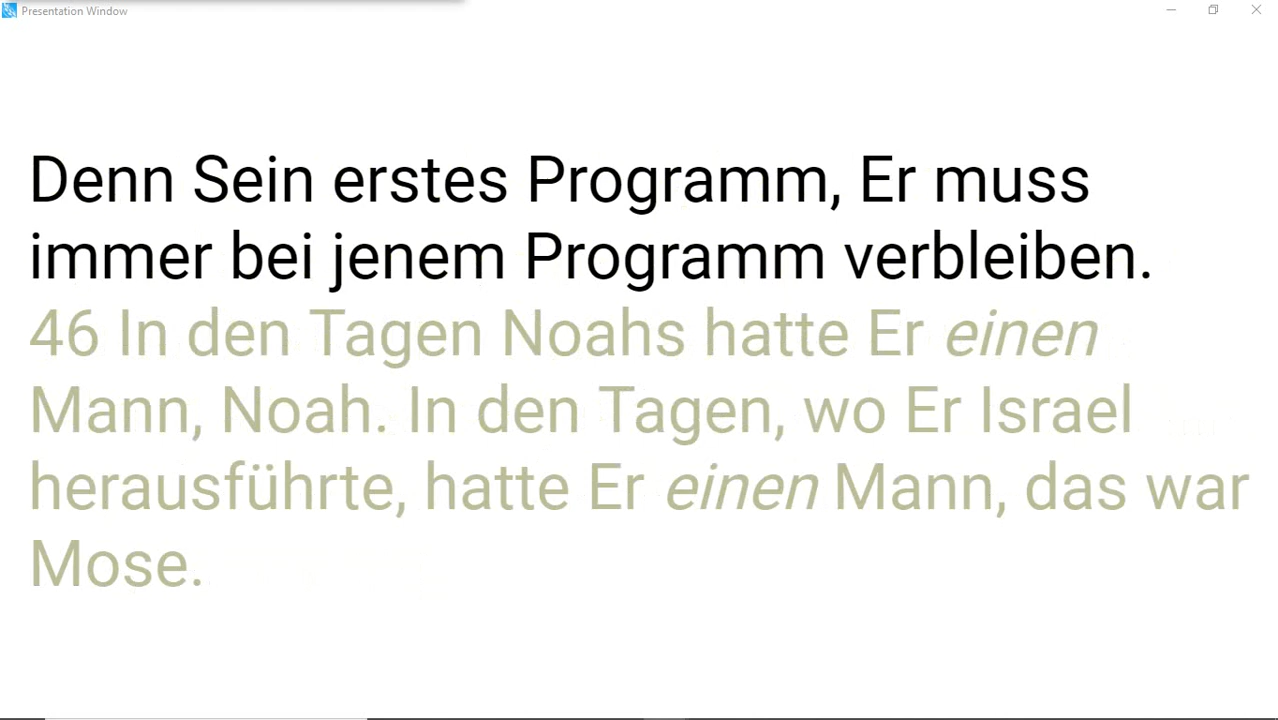 Presentation Window
Denn Sein erstes Programm, Er muss
immer bei jenem Programm verbleiben.
46 In den Tagen Noahs hatte Er einen
Mann, Noah. In den Tagen, wo Er Israel
herausführte, hatte Er einen Mann, das war
Mose.